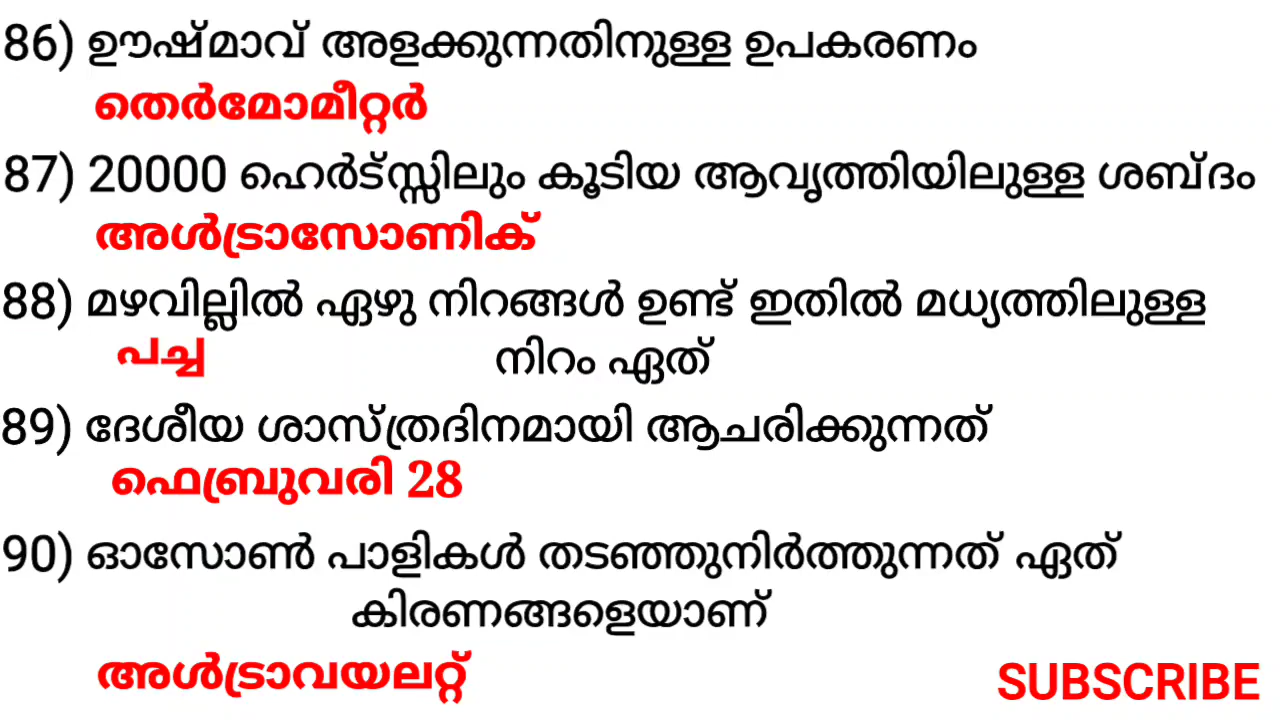 86) ഊഷ്മാവ് അളക്കുന്നതിനുള്ള ഉപകരണം
തെർമോമീറ്റർ
87) 20000 ഹെർട്സ്സിലും കൂടിയ ആവൃത്തിയിലുള്ള ശബ്ദം
അൾട്രാസോണിക്
88) മഴവില്ലിൽ ഏഴു നിറങ്ങൾ ഉണ്ട് ഇതിൽ മധ്യത്തിലുള്ള
പച്ച നിറം ഏത്
89) ദേശീയ ശാസ്ത്രദിനമായി ആചരിക്കുന്നത്
ഫെബ്രുവരി 28
90) ഓസോൺ പാളികൾ തടഞ്ഞുനിർത്തുന്നത് ഏത്
കിരണങ്ങളെയാണ്
അൾട്രാവയലറ്റ്
SUBSCRIBE